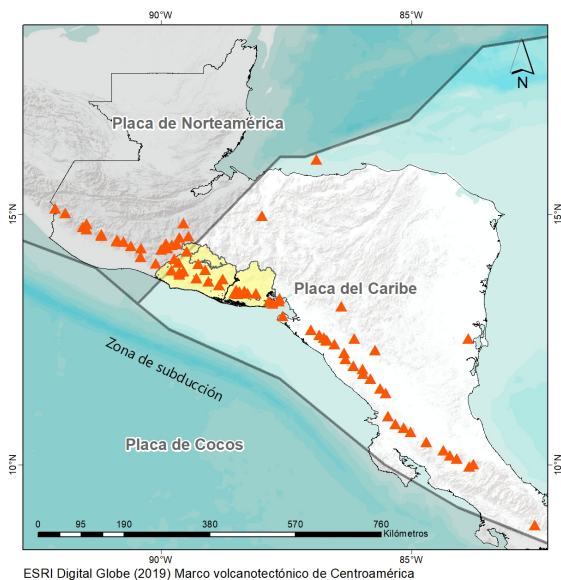 90°W 85°W
N
Placa de Norteamérica
15°N 15°N
Placa del Caribe
Zona de subducción
Placa de Cocos
10°N 10°N
0 95 190 380 570 760
Kilómetros
90°W 85°W
ESRI Digital Globe (2019) Marco volcanotectónico de Centroamérica